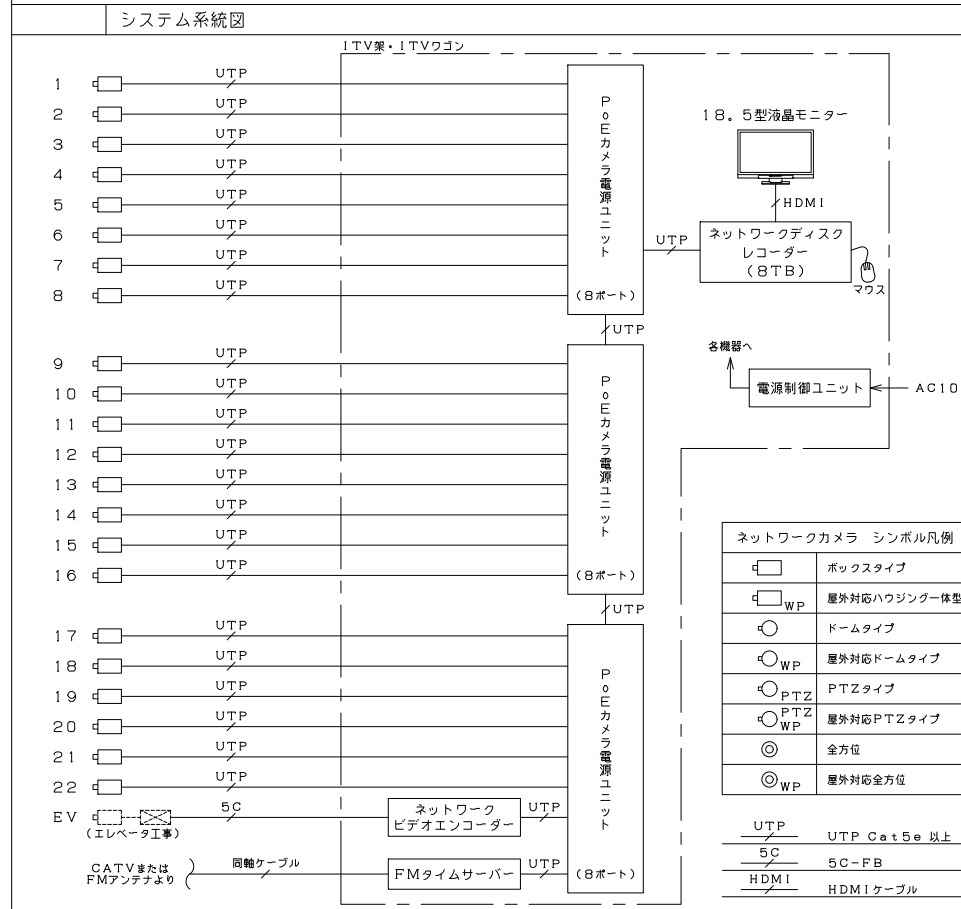 システム系統図
ITV架・ITVワゴン
1 UTP
2 UTP
3 UTP
4 UTP
5 UTP
6 UTP
7 UTP
8 UTP
PoEカメラ電源ユニット
(8ポート)
UTP
18。5型液晶モニター
HDMI
UTP
ネットワークディスク
レコーダー
(8TB)
マウス
9 UTP
10 UTP
11 UTP
12 UTP
13 UTP
14 UTP
15 UTP
16 UTP
PoEカメラ電源ユニット
(8ポート)
UTP
各機器へ
電源制御ユニット
AC10
17 UTP
18 UTP
19 UTP
20 UTP
21 UTP
22 UTP
EV 5C
(エレベータ工事)
ネットワーク
ビデオエンコーダー
UTP
CATVまたは
FMアンテナより
同軸ケーブル
FMタイムサーバー
UTP
PoEカメラ電源ユニット
(8ポート)
ネットワークカメラ シンボル凡例
ボックスタイプ
WP 屋外対応ハウジング一体型
ドームタイプ
WP 屋外対応ドームタイプ
PTZ PTZタイプ
PTZ
WP 屋外対応PTZタイプ
全方位
WP 屋外対応全方位
UTP UTP Cat5e 以上
5C 5C-FB
HDMI HDMIケーブル